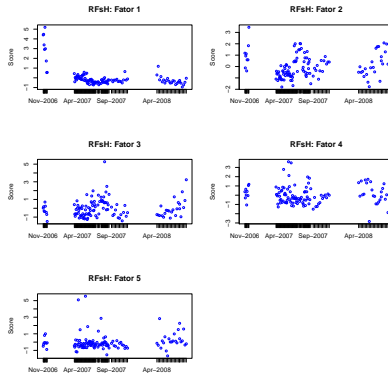 RFsH: Fator 1
Score
−1 1 3 5
Nov−2006 Apr−2007 Sep−2007 Apr−2008
RFsH: Fator 2
Score
−2 0 1 2 3
Nov−2006 Apr−2007 Sep−2007 Apr−2008
RFsH: Fator 3
Score
−1 1 3 5
Nov−2006 Apr−2007 Sep−2007 Apr−2008
RFsH: Fator 4
Score
−3 −1 1 3
Nov−2006 Apr−2007 Sep−2007 Apr−2008
RFsH: Fator 5
Score
−1 1 3 5
Nov−2006 Apr−2007 Sep−2007 Apr−2008